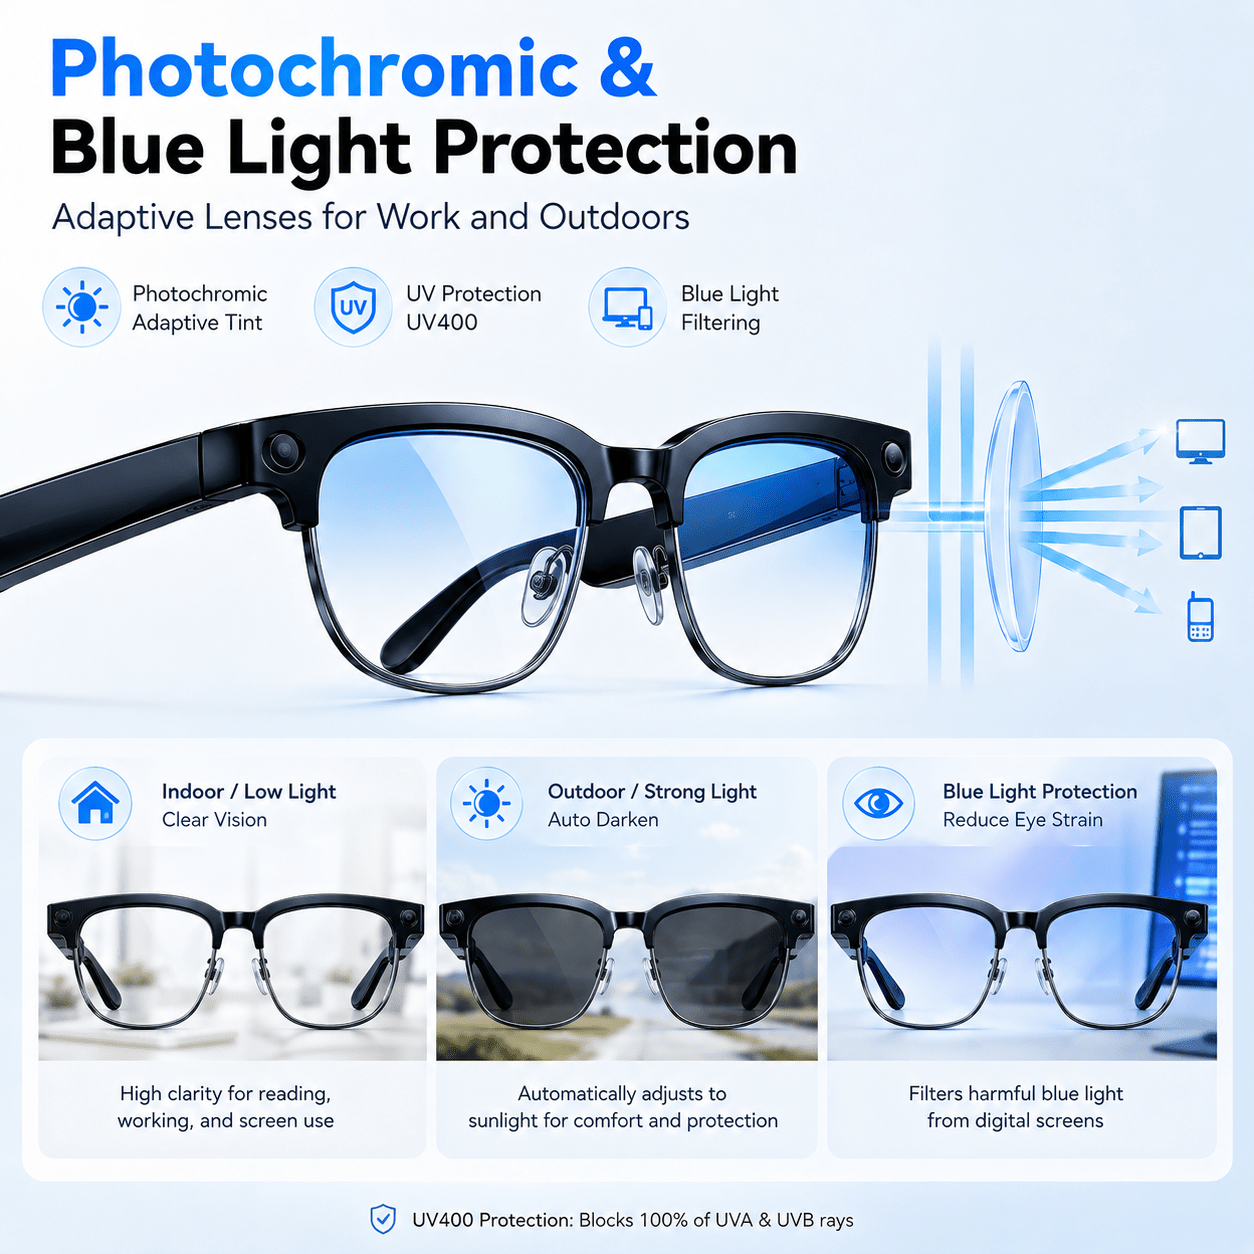 Photochromic &
Blue Light Protection
Adaptive Lenses for Work and Outdoors
Photochromic
Adaptive Tint
UV
UV Protection
UV400
Blue Light
Filtering
Indoor / Low Light
Clear Vision
Outdoor / Strong Light
Auto Darken
Blue Light Protection
Reduce Eye Strain
High clarity for reading,
working, and screen use
Automatically adjusts to
sunlight for comfort and protection
Filters harmful blue light
from digital screens
UV400 Protection: Blocks 100% of UVA & UVB rays